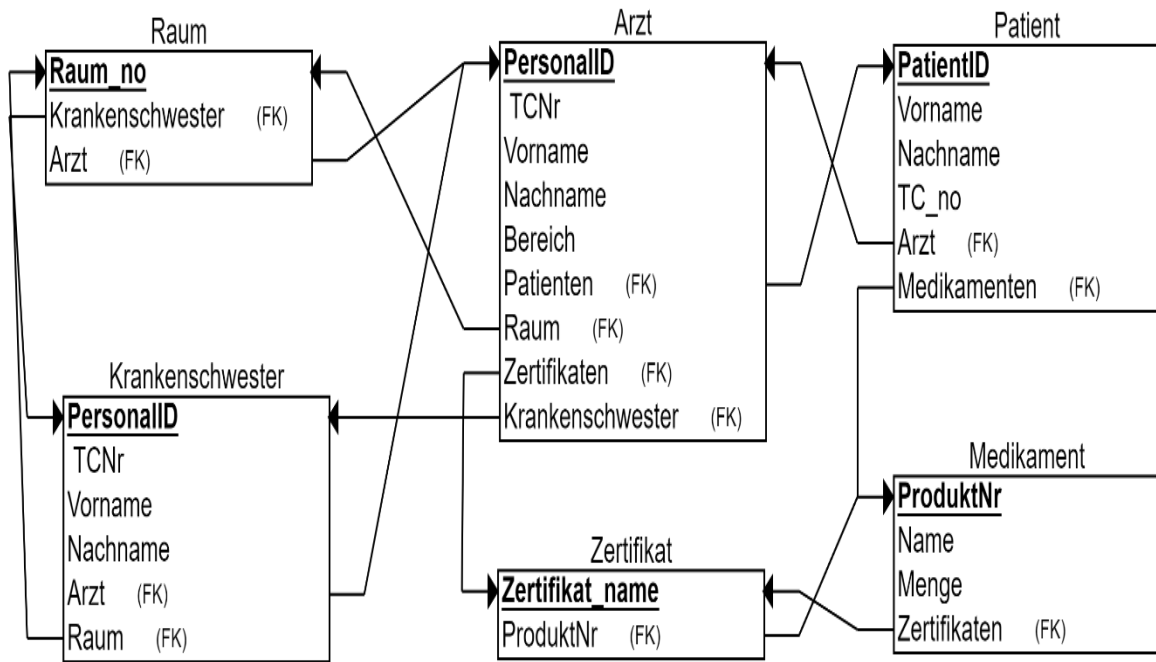 Raum
Raum_no
Krankenschwester (FK)
Arzt (FK)
Arzt
PersonalID
TCNr
Vorname
Nachname
Bereich
Patienten (FK)
Raum (FK)
Zertifikaten (FK)
Krankenschwester (FK)
Patient
PatientID
Vorname
Nachname
TC_no
Arzt (FK)
Medikamenten (FK)
Krankenschwester
PersonalID
TCNr
Vorname
Nachname
Arzt (FK)
Raum (FK)
Zertifikat
Zertifikat_name
ProduktNr (FK)
Medikament
ProduktNr
Name
Menge
Zertifikaten (FK)